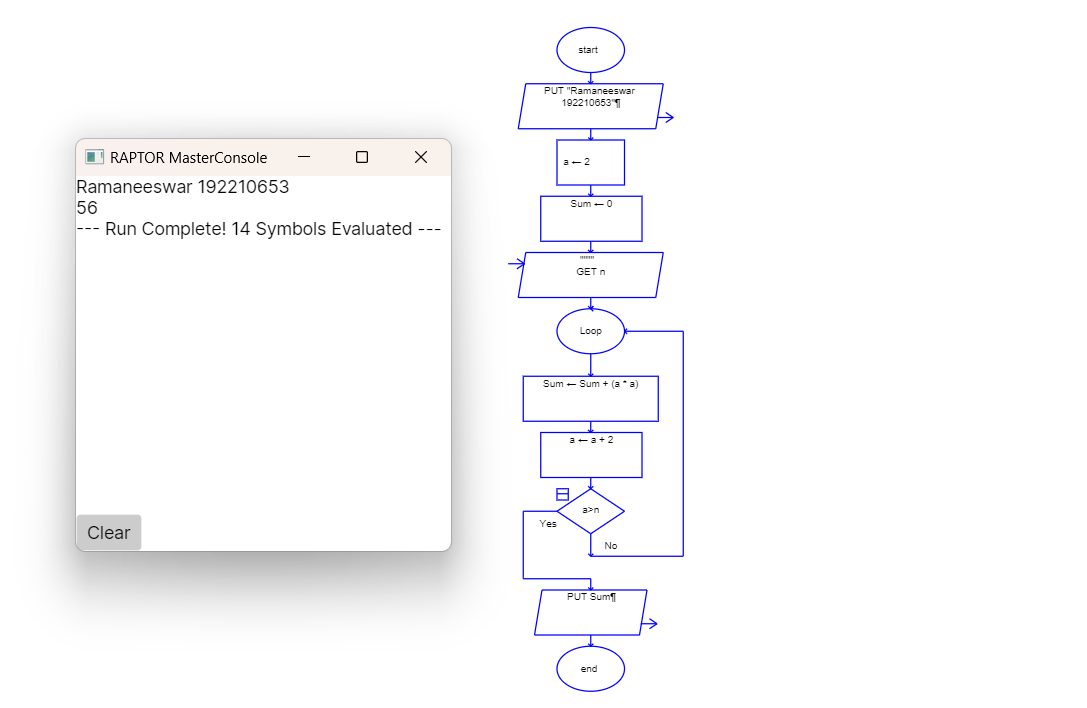 RAPTOR MasterConsole
Ramaneeswar 192210653
56
--- Run Complete! 14 Symbols Evaluated ---
Clear
start
PUT "Ramaneeswar
192210653"¶
a ← 2
Sum ← 0
""""
GET n
Loop
Sum ← Sum + (a * a)
a ← a + 2
a>n
Yes
No
PUT Sum¶
end